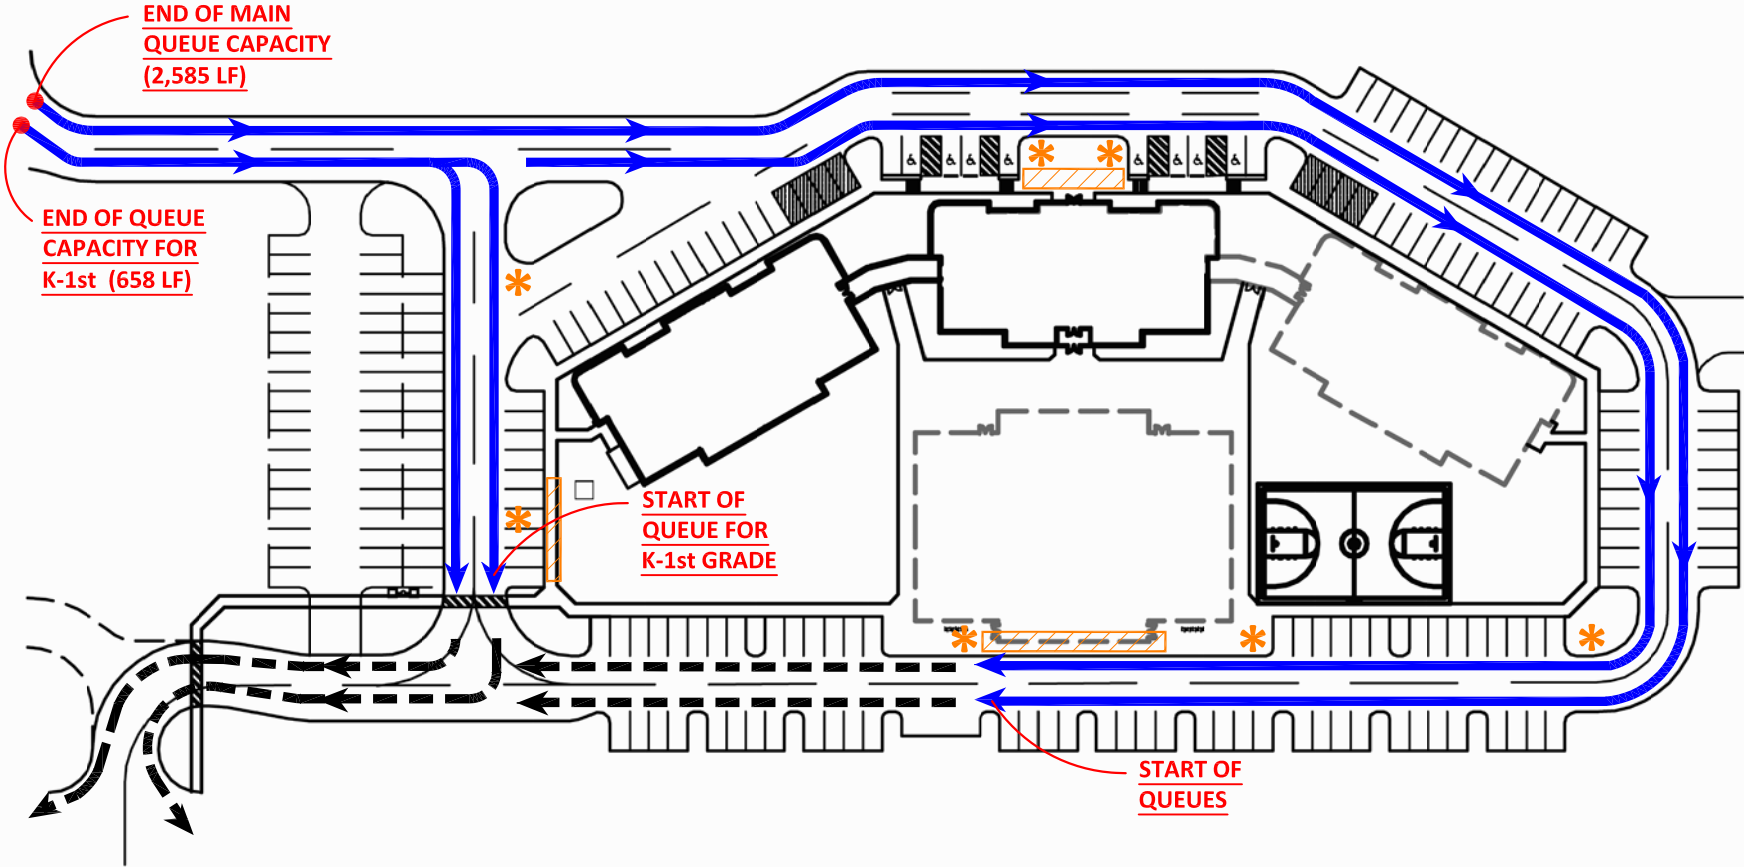 END OF MAIN
QUEUE CAPACITY
(2,585 LF)
END OF QUEUE
CAPACITY FOR
K-1st (658 LF)
START OF
QUEUE FOR
K-1st GRADE
START OF
QUEUES